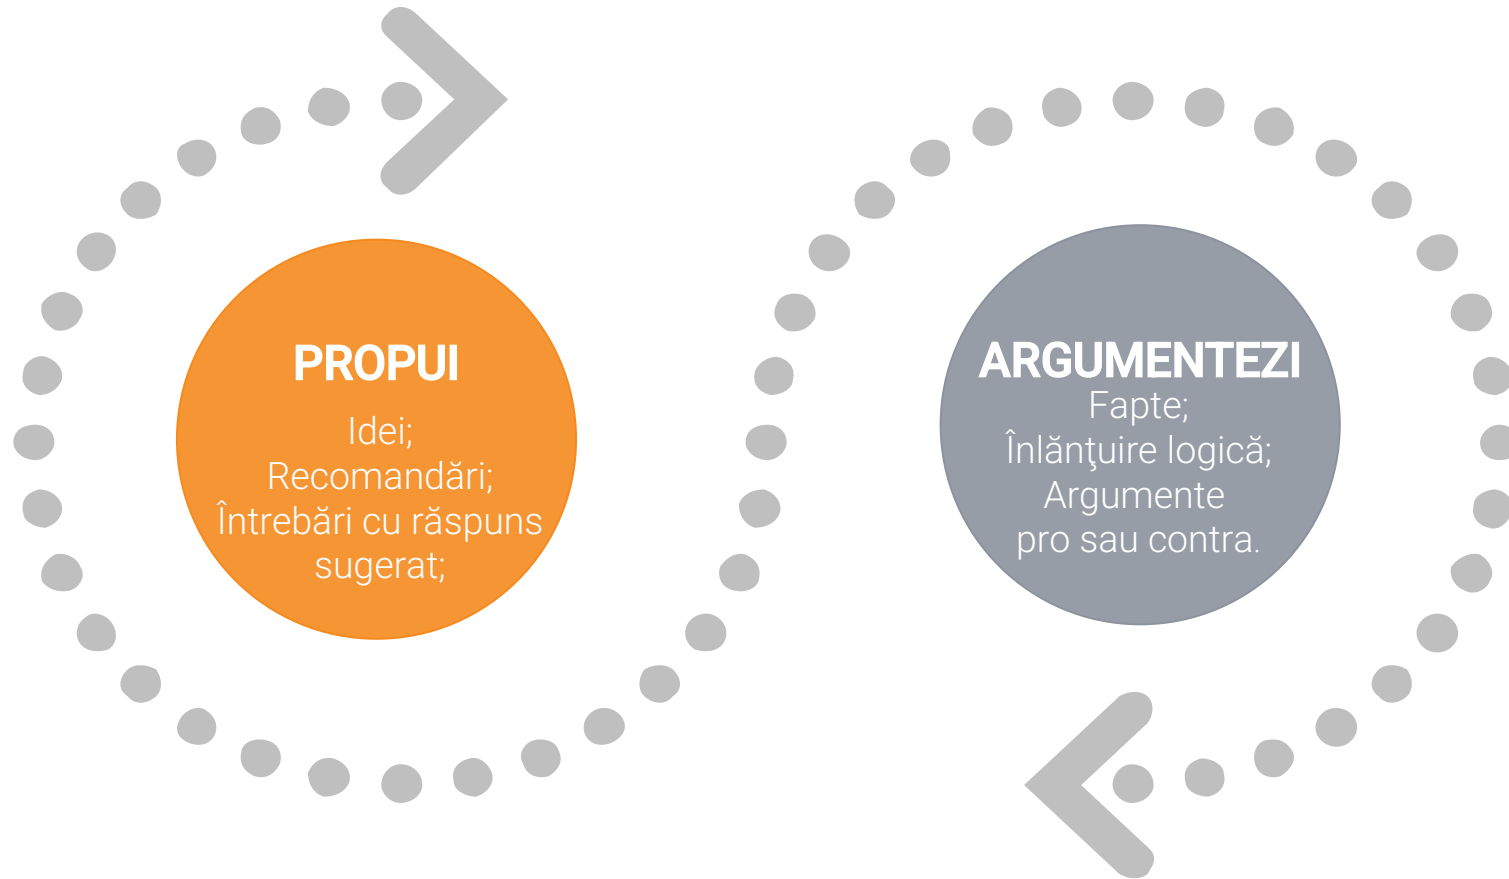 PROPUI
Idei;
Recomandări;
Întrebări cu răspuns
sugerat;
ARGUMENTEZI
Fapte;
Înlănţuire logică;
Argumente
pro sau contra.